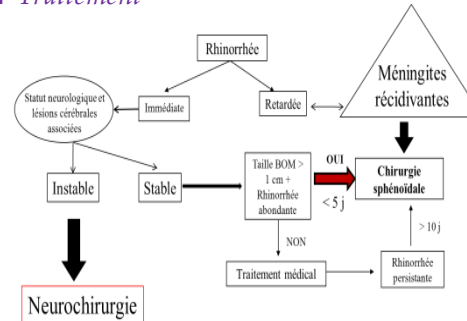 Traitement
Rhinorrhée
Méningites
récidivantes
Statut neurologique et
lésions cérébrales
associées
Immédiate
Retardée
Instable
Stable
Taille BOM >
1 cm +
Rhinorrhée
abondante
OUI
< 5 j
Chirurgie
sphénoïdale
NON
> 10 j
Traitement médical
Rhinorrhée
persistante
Neurochirurgie